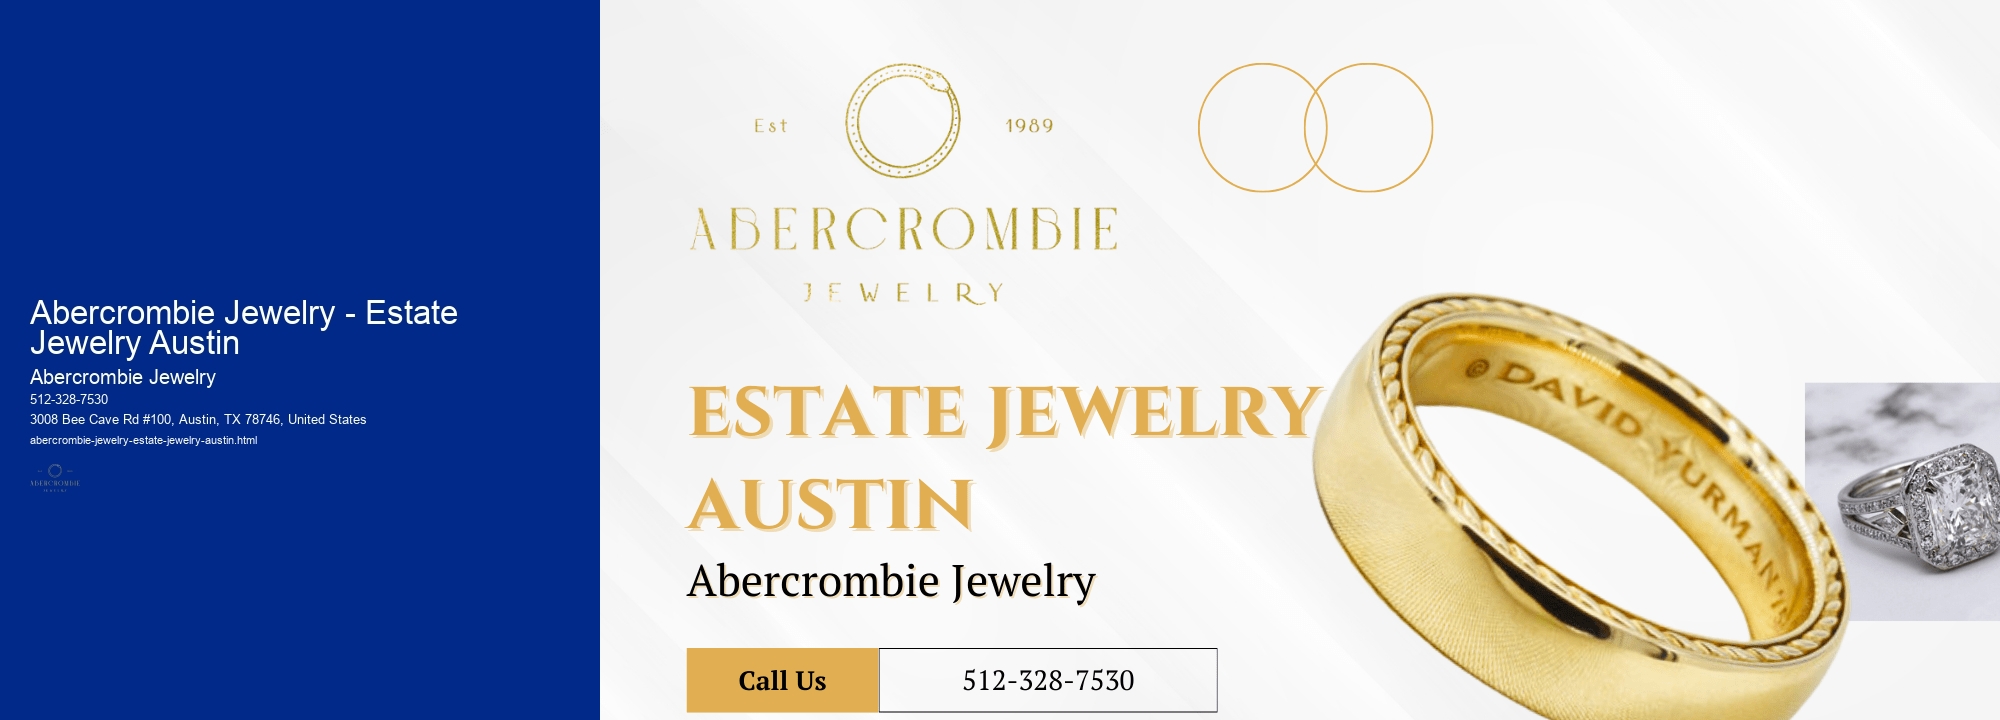 Abercrombie Jewelry - Estate
Jewelry Austin
Abercrombie Jewelry
512-328-7530
3008 Bee Cave Rd #100, Austin, TX 78746, United States
abercrombie-jewelry-estate-jewelry-austin.html
ABERCROMBIE
Est 1989
ABERCROMBIE
JEWELRY
ESTATE JEWELRY
AUSTIN
Abercrombie Jewelry
Call Us 512-328-7530
© DAVID YURMAN